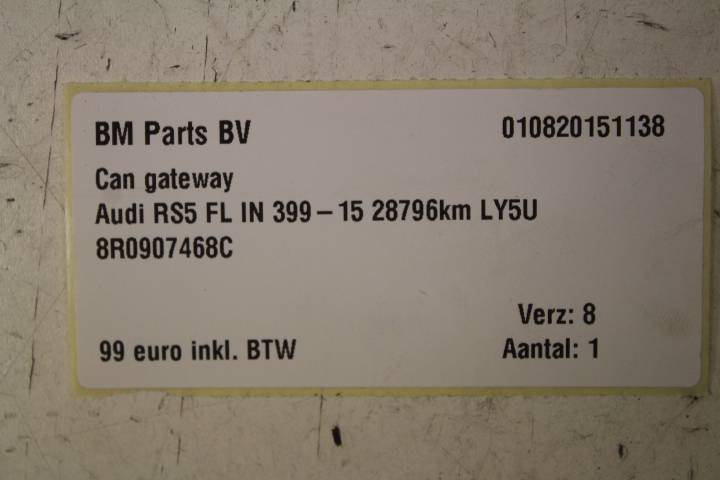 BM Parts BV 010820151138
Can gateway
Audi RS5 FL IN 399 – 15 28796km LY5U
8R0907468C
Verz: 8
99 euro inkl. BTW Aantal: 1